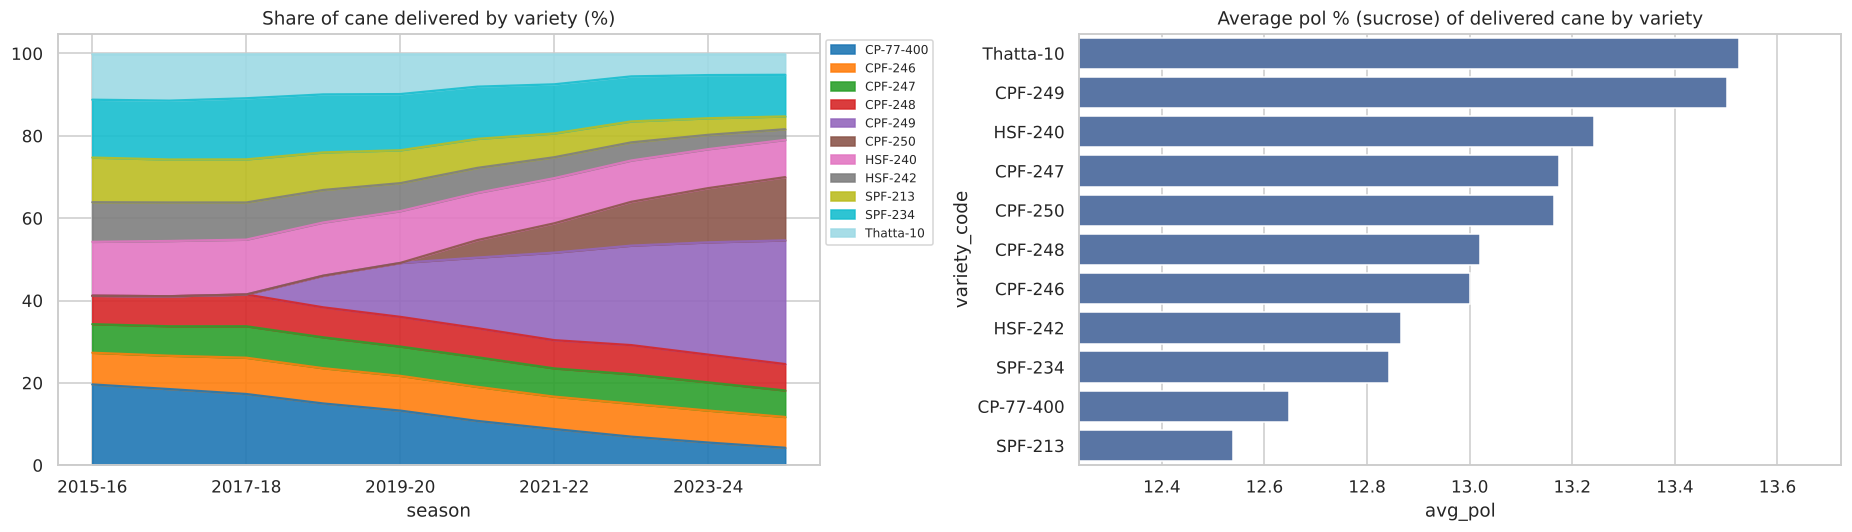 Share of cane delivered by variety (%)
100
80
60
40
20
0
2015-16 2017-18 2019-20 2021-22 2023-24
season
CP-77-400
CPF-246
CPF-247
CPF-248
CPF-249
CPF-250
HSF-240
HSF-242
SPF-213
SPF-234
Thatta-10
Average pol % (sucrose) of delivered cane by variety
variety_code
Thatta-10
CPF-249
HSF-240
CPF-247
CPF-250
CPF-248
CPF-246
HSF-242
SPF-234
CP-77-400
SPF-213
12.4 12.6 12.8 13.0 13.2 13.4 13.6
avg_pol